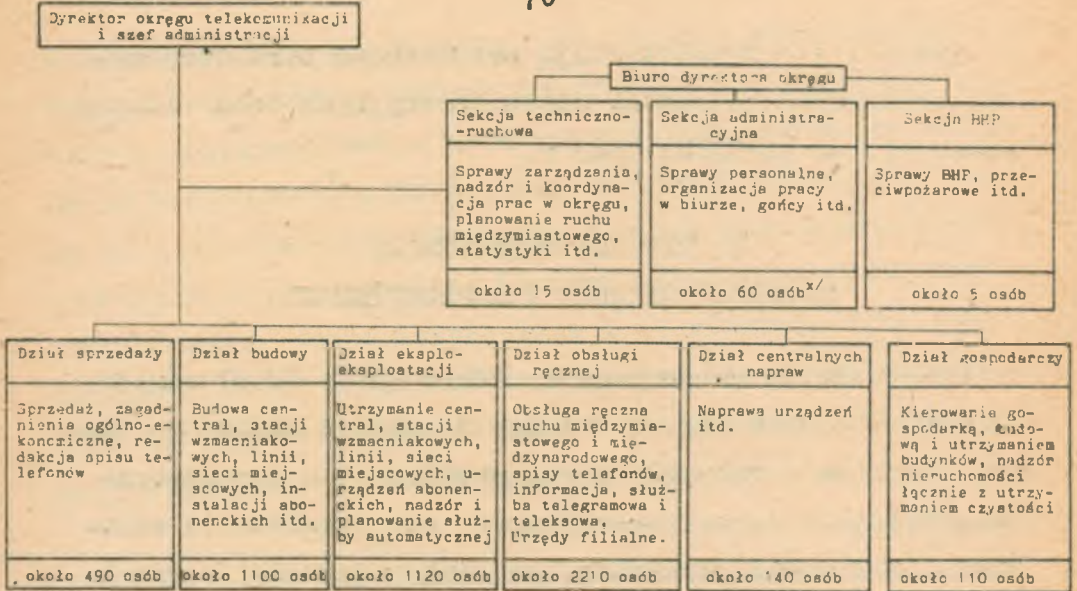 70
Dyrektor okręgu telekomunikacji
i szef administracji
Biuro dyrektora okręgu
Sekcja techniczno-
-ruchowa
Sprawy zarządzania,
nadzór i koordyna-
cja prac w okręgu,
planowanie ruchu
międzymiastowego,
statystyki itd.
około 15 osób
Sekcja administra-
cyjna
Sprawy personalne,
organizacja pracy
w biurze, gońcy itd.
około 60 osób x/
Sekcja BHP
Sprawy BHP, prze-
ciwpożarowe itd.
około 5 osób
Dział sprzedaży
Sprzedaż, zagad-
nienia ogólno-e-
konomiczne, re-
dakcja spisu te-
lefonów
około 490 osób
Dział budowy
Budowa cen-
tral, stacji
wzmacniako-
wych, linii,
sieci miej-
scowych, in-
stalacji abo-
nenckich itd.
około 1100 osób
Dział eksplo-
eksploatacji
Utrzymanie cen-
tral, stacji
wzmacniakowych,
linii, sieci
miejscowych, u-
rządzeń abonen-
ckich, nadzór i
planowanie służ-
by automatycznej
około 1120 osób
Dział obsługi
ręcznej
Obsługa ręczna
ruchu międzymia-
stowego i mię-
dzynarodowego,
spisy telefonów,
informacja, służ-
ba telegramowa i
teleksowa.
Urzędy filialne.
około 2210 osób
Dział centralnych
napraw
Naprawa urządzeń
itd.
około 140 osób
Dział gospodarczy
Kierowanie go-
spodarką, budo-
wą i utrzymaniem
budynków, nadzór
nieruchomości
łącznie z utrzy-
maniem czystości
około 110 osób